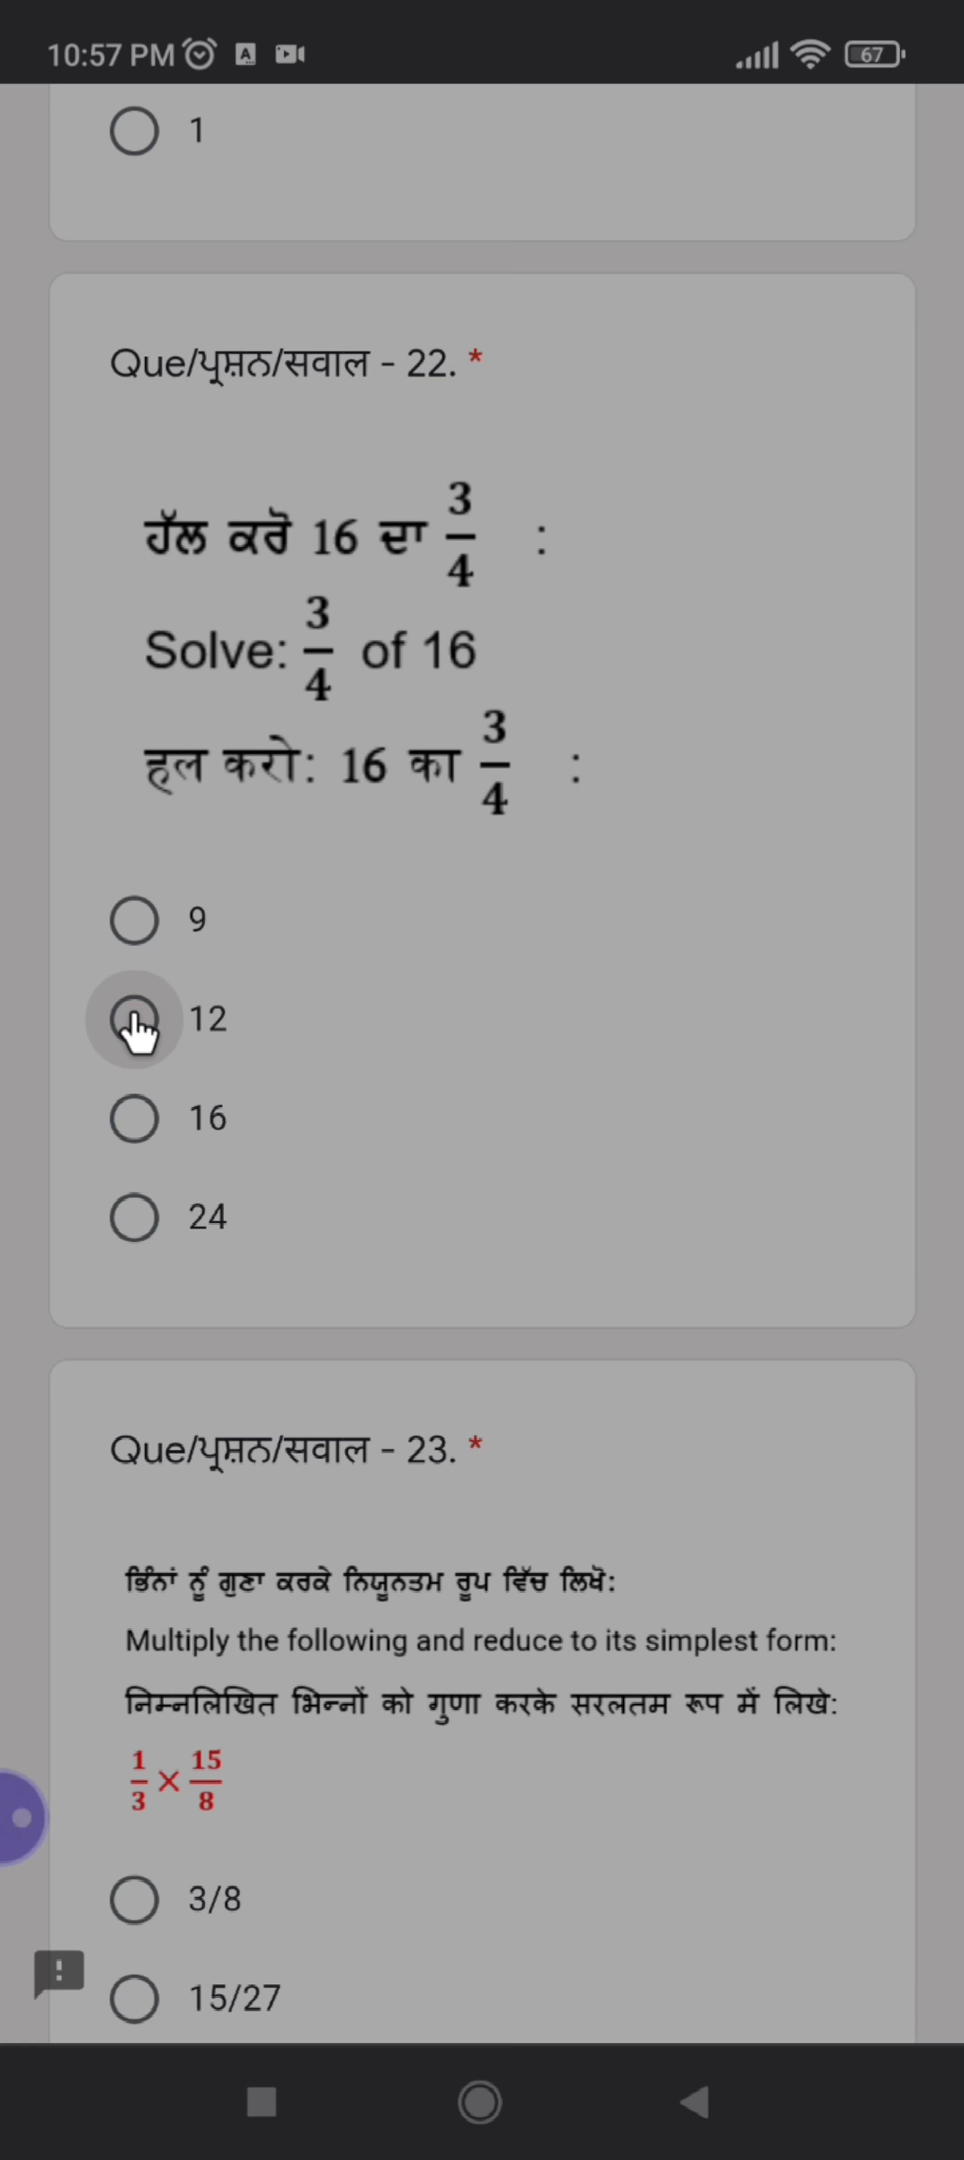 10:57 PM
67
1
Que/ਪ੍ਰਸ਼ਨ/सवाल - 22. *
ਹੱਲ ਕਰੋ 16 ਦਾ 3/4 :
Solve: 3/4 of 16
हल करो: 16 का 3/4 :
9
12
16
24
Que/ਪ੍ਰਸ਼ਨ/सवाल - 23. *
ਭਿੰਨਾਂ ਨੂੰ ਗੁਣਾ ਕਰਕੇ ਨਿਯੂਨਤਮ ਰੂਪ ਵਿੱਚ ਲਿਖੋ:
Multiply the following and reduce to its simplest form:
निम्नलिखित भिन्नों को गुणा करके सरलतम रूप में लिखे:
1/3 × 15/8
3/8
15/27